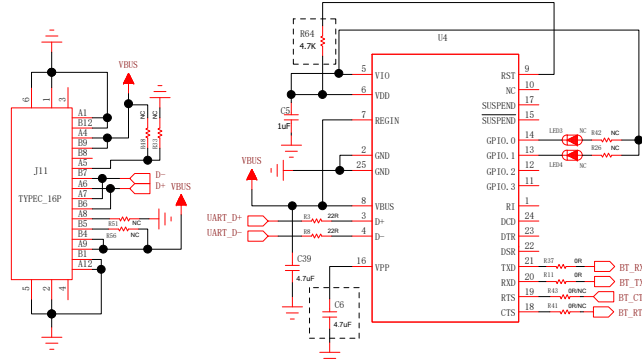 R64
4.7K
U4
VBUS
5
VIO
RST
9
6
VDD
NC
10
SUSPEND
17
C5
1uF
7
REGIN
SUSPEND
15
GPIO.0
14
LED3
NC
R42
NC
2
GND
GPIO.1
13
LED4
NC
R26
NC
25
GND
GPIO.2
12
GPIO.3
11
VBUS
8
VBUS
RI
1
UART_D+
R3
22R
3
D+
DCD
24
UART_D-
R8
22R
4
D-
DTR
23
DSR
22
C39
4.7uF
16
VPP
TXD
21
R37
0R
BT_RX
RXD
20
R11
0R
BT_TX
RTS
19
R43
0R/NC
BT_CT
C6
4.7uF
CTS
18
R41
0R/NC
BT_RT
6
1
3
J11
TYPEC_16P
A1
B12
A4
B9
B8
A5
B7
D-
A6
D+
A7
B6
A8
R51
NC
B5
R56
NC
B4
A9
B1
A12
NC
NC
VBUS
5
2
4